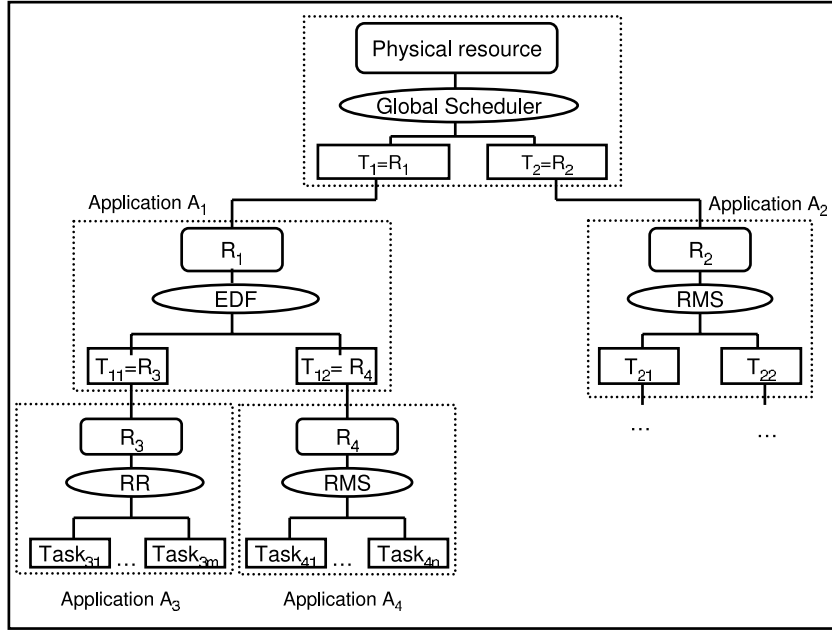 Physical resource
Global Scheduler
T₁=R₁ T₂=R₂
Application A₁ Application A₂
R₁ R₂
EDF RMS
T₁₁=R₃ T₁₂= R₄ T₂₁ T₂₂
R₃ R₄ ... ...
RR RMS
Task₃₁ ... Task₃ₘ Task₄₁ ... Task₄ₙ
Application A₃ Application A₄